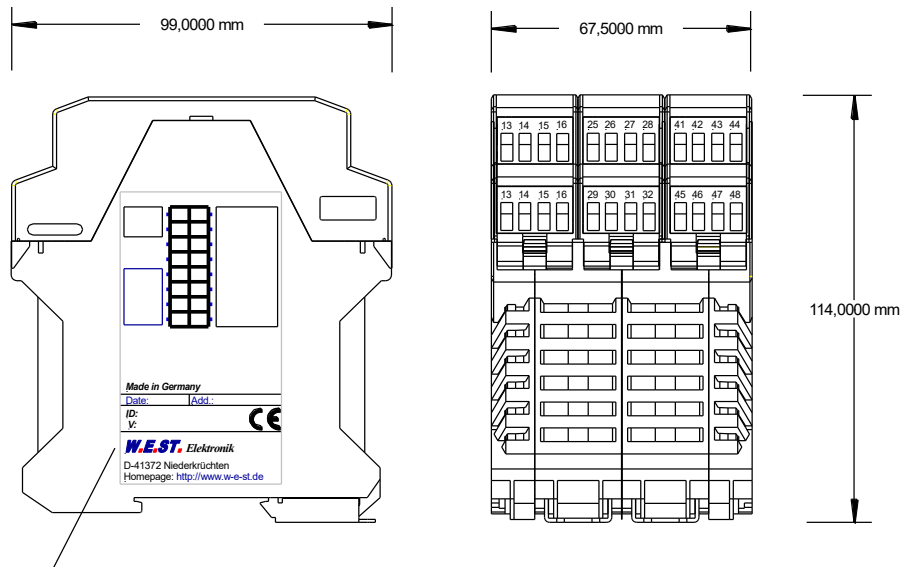 99,0000 mm
67,5000 mm
13 14 15 16 25 26 27 28 41 42 43 44
13 14 15 16 29 30 31 32 45 46 47 48
114,0000 mm
Made in Germany
Date: Add.:
ID:
V: CE
W.E.ST. Elektronik
D-41372 Niederkrüchten
Homepage: http://www.w-e-st.de